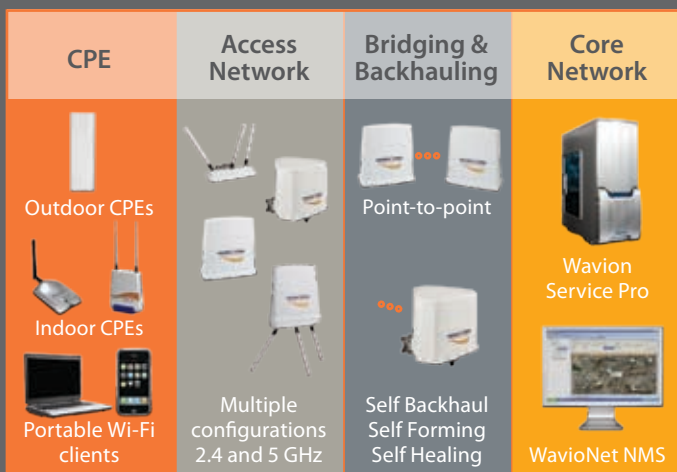 CPE
Outdoor CPEs
Indoor CPEs
Portable Wi-Fi
clients
Access
Network
Multiple
configurations
2.4 and 5 GHz
Bridging &
Backhauling
Point-to-point
Self Backhaul
Self Forming
Self Healing
Core
Network
Wavion
Service Pro
WavioNet NMS